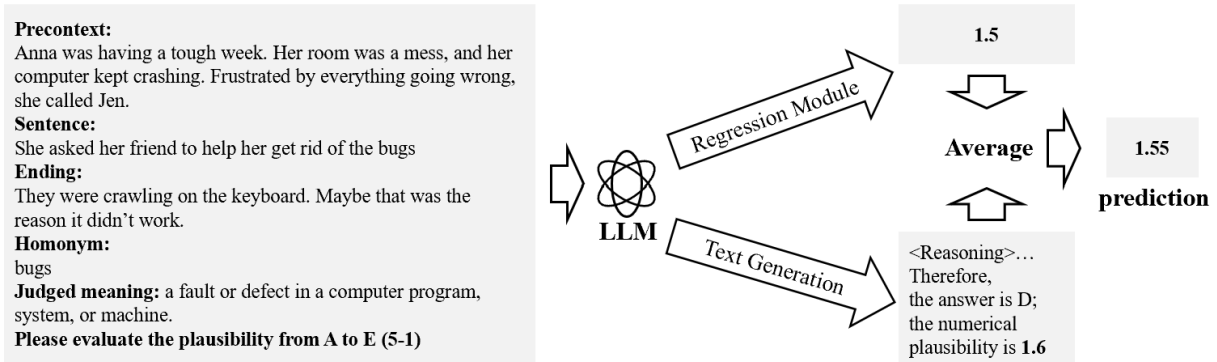 Precontext:
Anna was having a tough week. Her room was a mess, and her
computer kept crashing. Frustrated by everything going wrong,
she called Jen.
Sentence:
She asked her friend to help her get rid of the bugs
Ending:
They were crawling on the keyboard. Maybe that was the
reason it didn’t work.
Homonym:
bugs
Judged meaning: a fault or defect in a computer program,
system, or machine.
Please evaluate the plausibility from A to E (5-1)
LLM
Regression Module
Text Generation
1.5
Average
<Reasoning>…
Therefore,
the answer is D;
the numerical
plausibility is 1.6
1.55
prediction